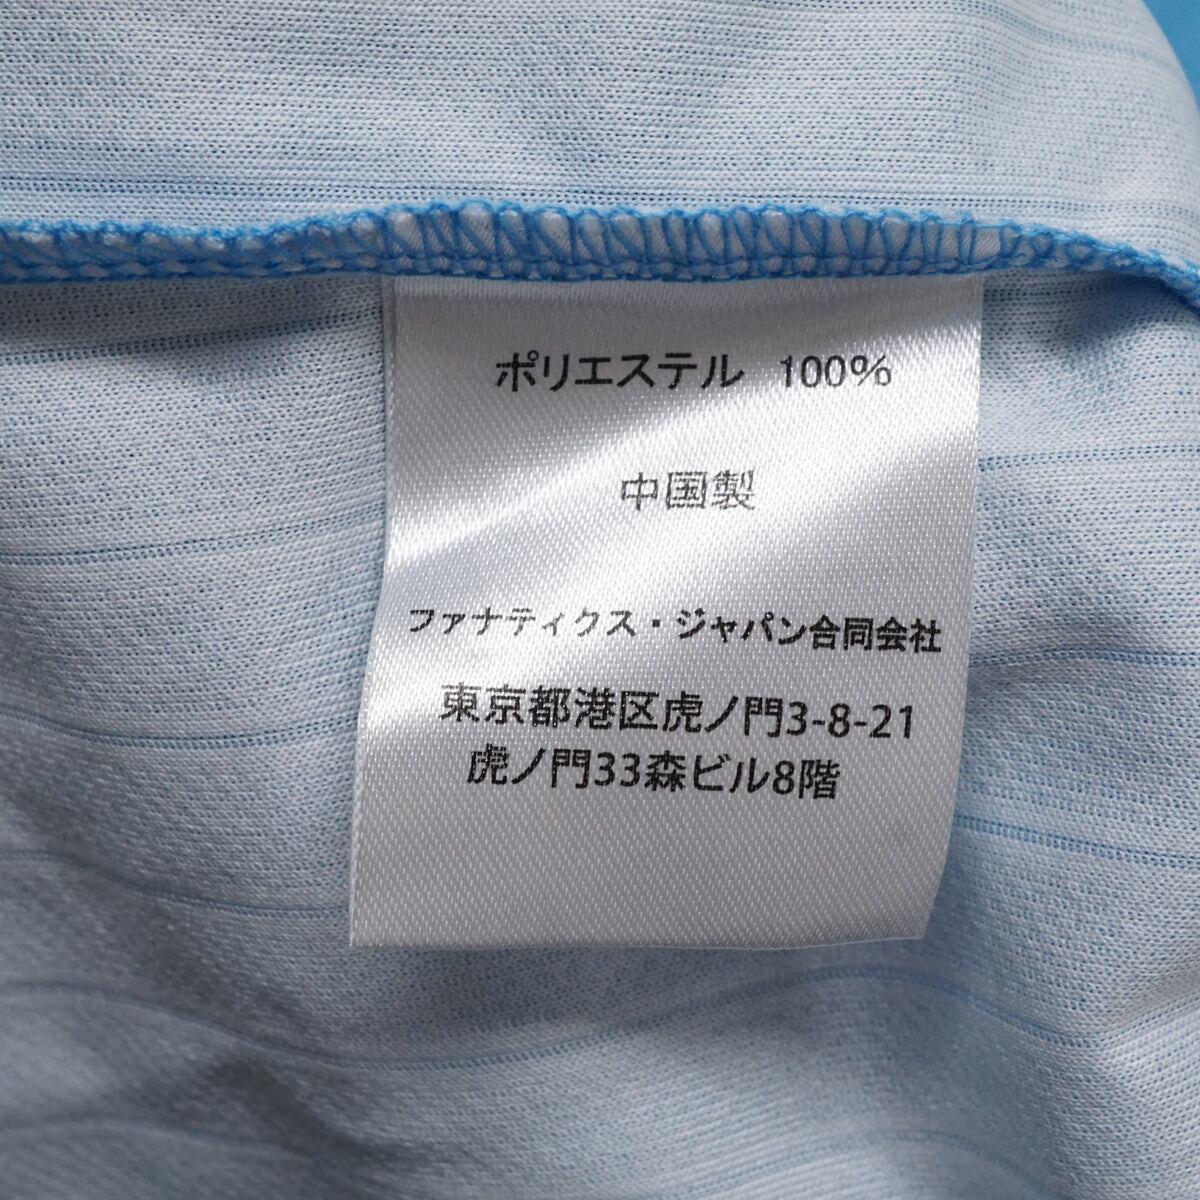 ポリエステル 100%
中国製
ファナティクス・ジャパン合同会社
東京都港区虎ノ門3-8-21
虎ノ門33森ビル8階